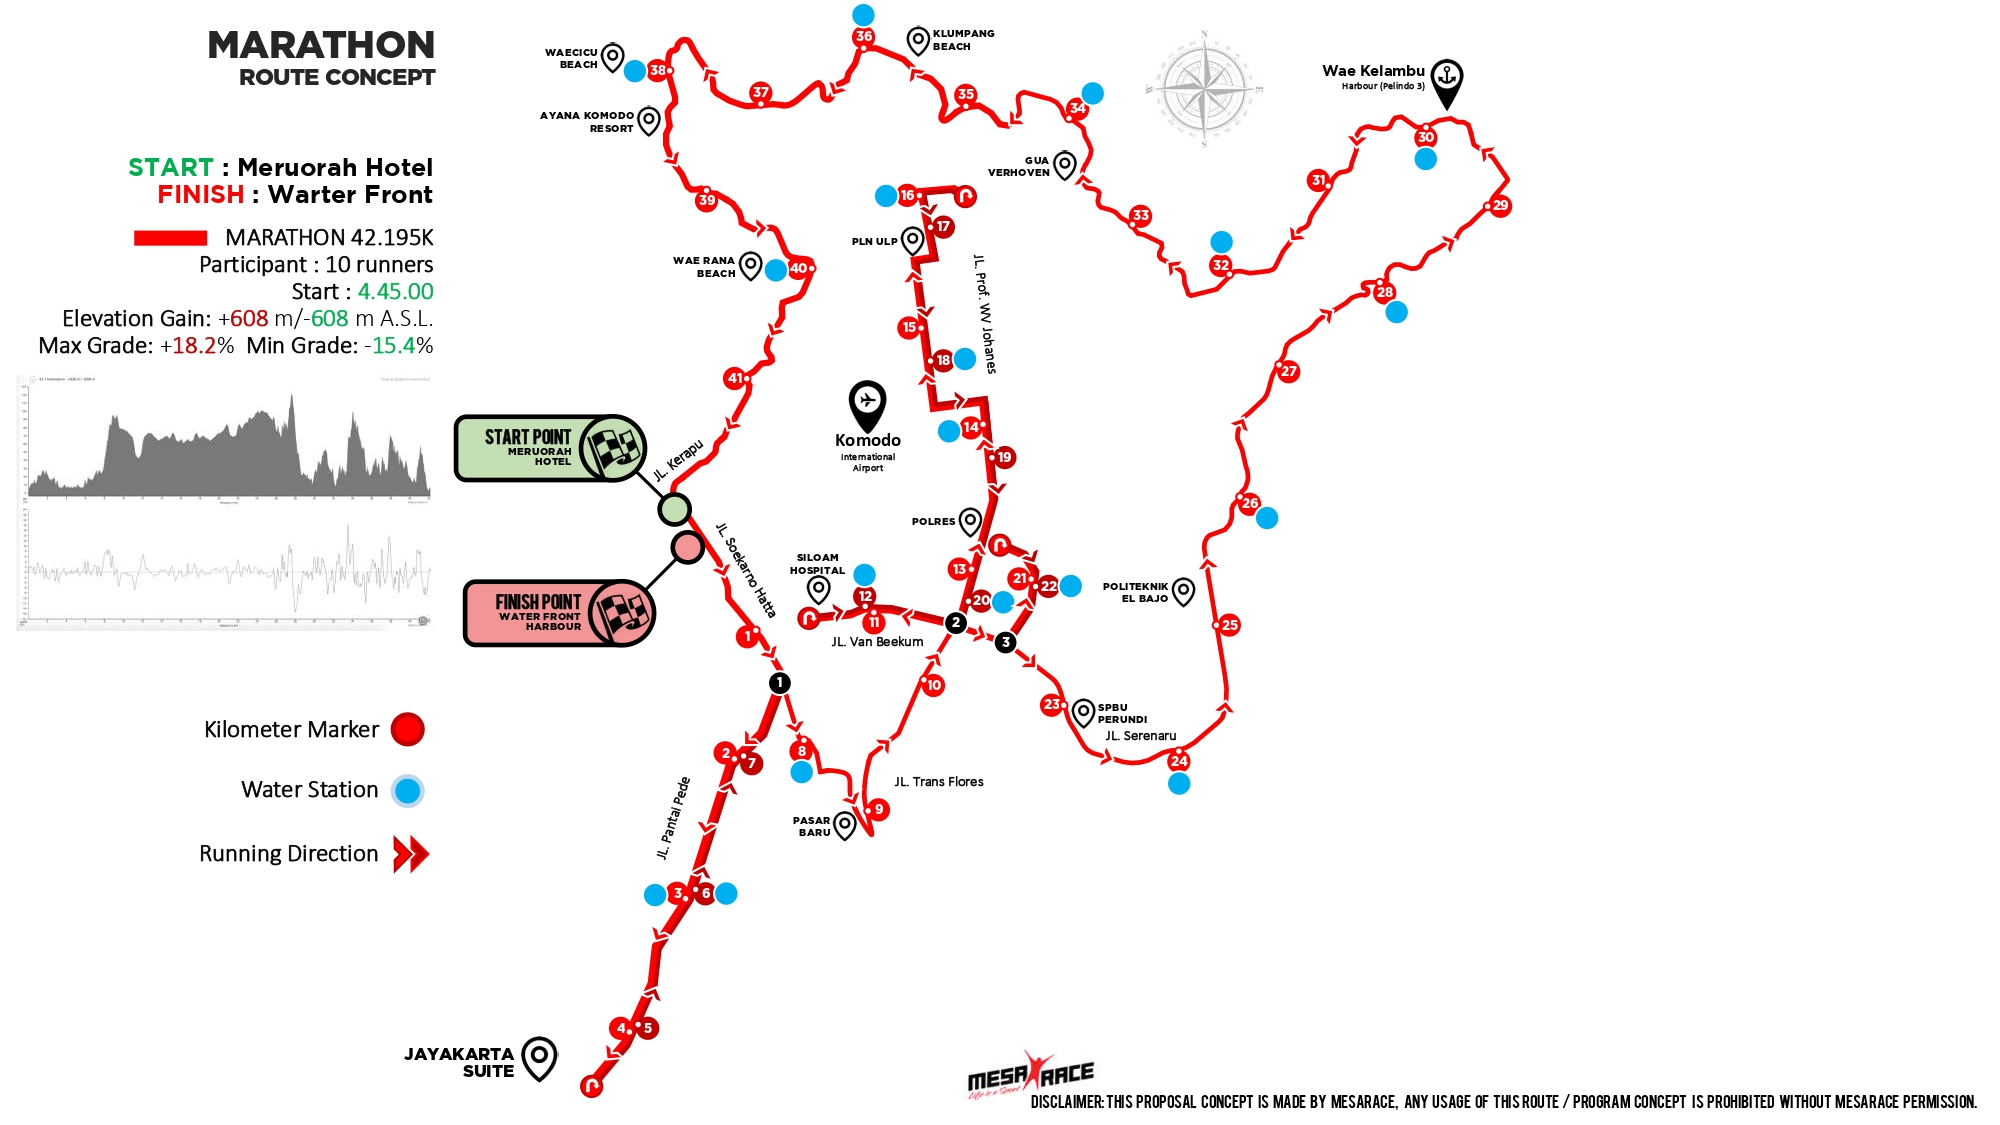 MARATHON
ROUTE CONCEPT
START : Meruorah Hotel
FINISH : Warter Front
MARATHON 42.195K
Participant : 10 runners
Start : 4.45.00
Elevation Gain: +608 m/-608 m A.S.L.
Max Grade: +18.2% Min Grade: -15.4%
START POINT
MERUORAH
HOTEL
FINISH POINT
WATER FRONT
HARBOUR
Kilometer Marker
Water Station
Running Direction
WAECICU
BEACH
38
37
36
KLUMPANG
BEACH
35
34
AYANA KOMODO
RESORT
39
GUA
VERHOVEN
33
Wae Kelambu
Harbour (Pelindo 3)
30
31
29
32
28
27
26
25
24
23
WAE RANA
BEACH
40
41
JL. Kerapu
JL. Soekarno Hatta
1
1
2
7
8
JL. Pantai Pede
3
6
4
5
JAYAKARTA
SUITE
PASAR
BARU
9
JL. Trans Flores
10
16
17
PLN ULP
JL. Prof. WV Johanes
15
18
14
19
Komodo
International
Airport
POLRES
13
20
21
22
SILOAM
HOSPITAL
12
11
JL. Van Beekum
2
3
POLITEKNIK
EL BAJO
SPBU
PERUNDI
JL. Serenaru
N
MESA RACE
DISCLAIMER: THIS PROPOSAL CONCEPT IS MADE BY MESARACE, ANY USAGE OF THIS ROUTE / PROGRAM CONCEPT IS PROHIBITED WITHOUT MESARACE PERMISSION.